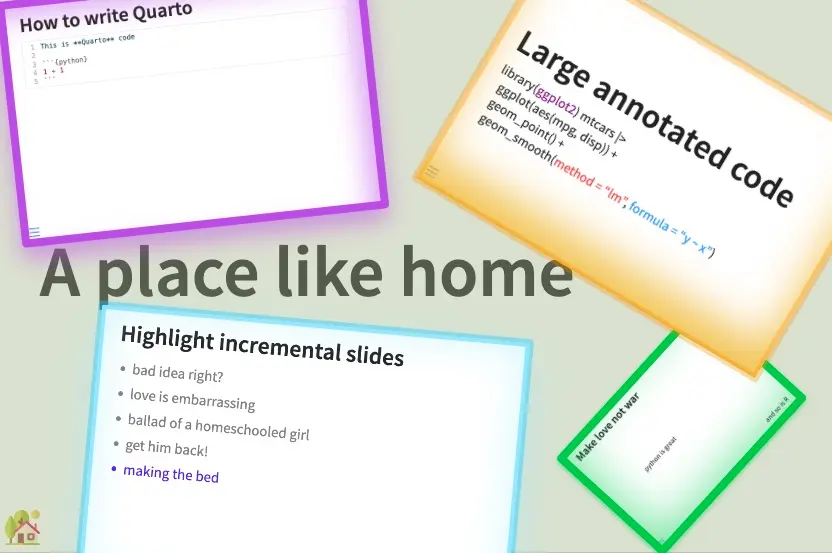 How to write Quarto
1 This is **Quarto** code
2
3 ```{python}
4 1 + 1
5 ```
Large annotated code
library(ggplot2) mtcars |>
ggplot(aes(mpg, disp)) +
geom_point() +
geom_smooth(method = "lm", formula = "y ~ x")
A place like home
Highlight incremental slides
• bad idea right?
• love is embarrassing
• ballad of a homeschooled girl
• get him back!
• making the bed
Make love not war
python is great
and so is R